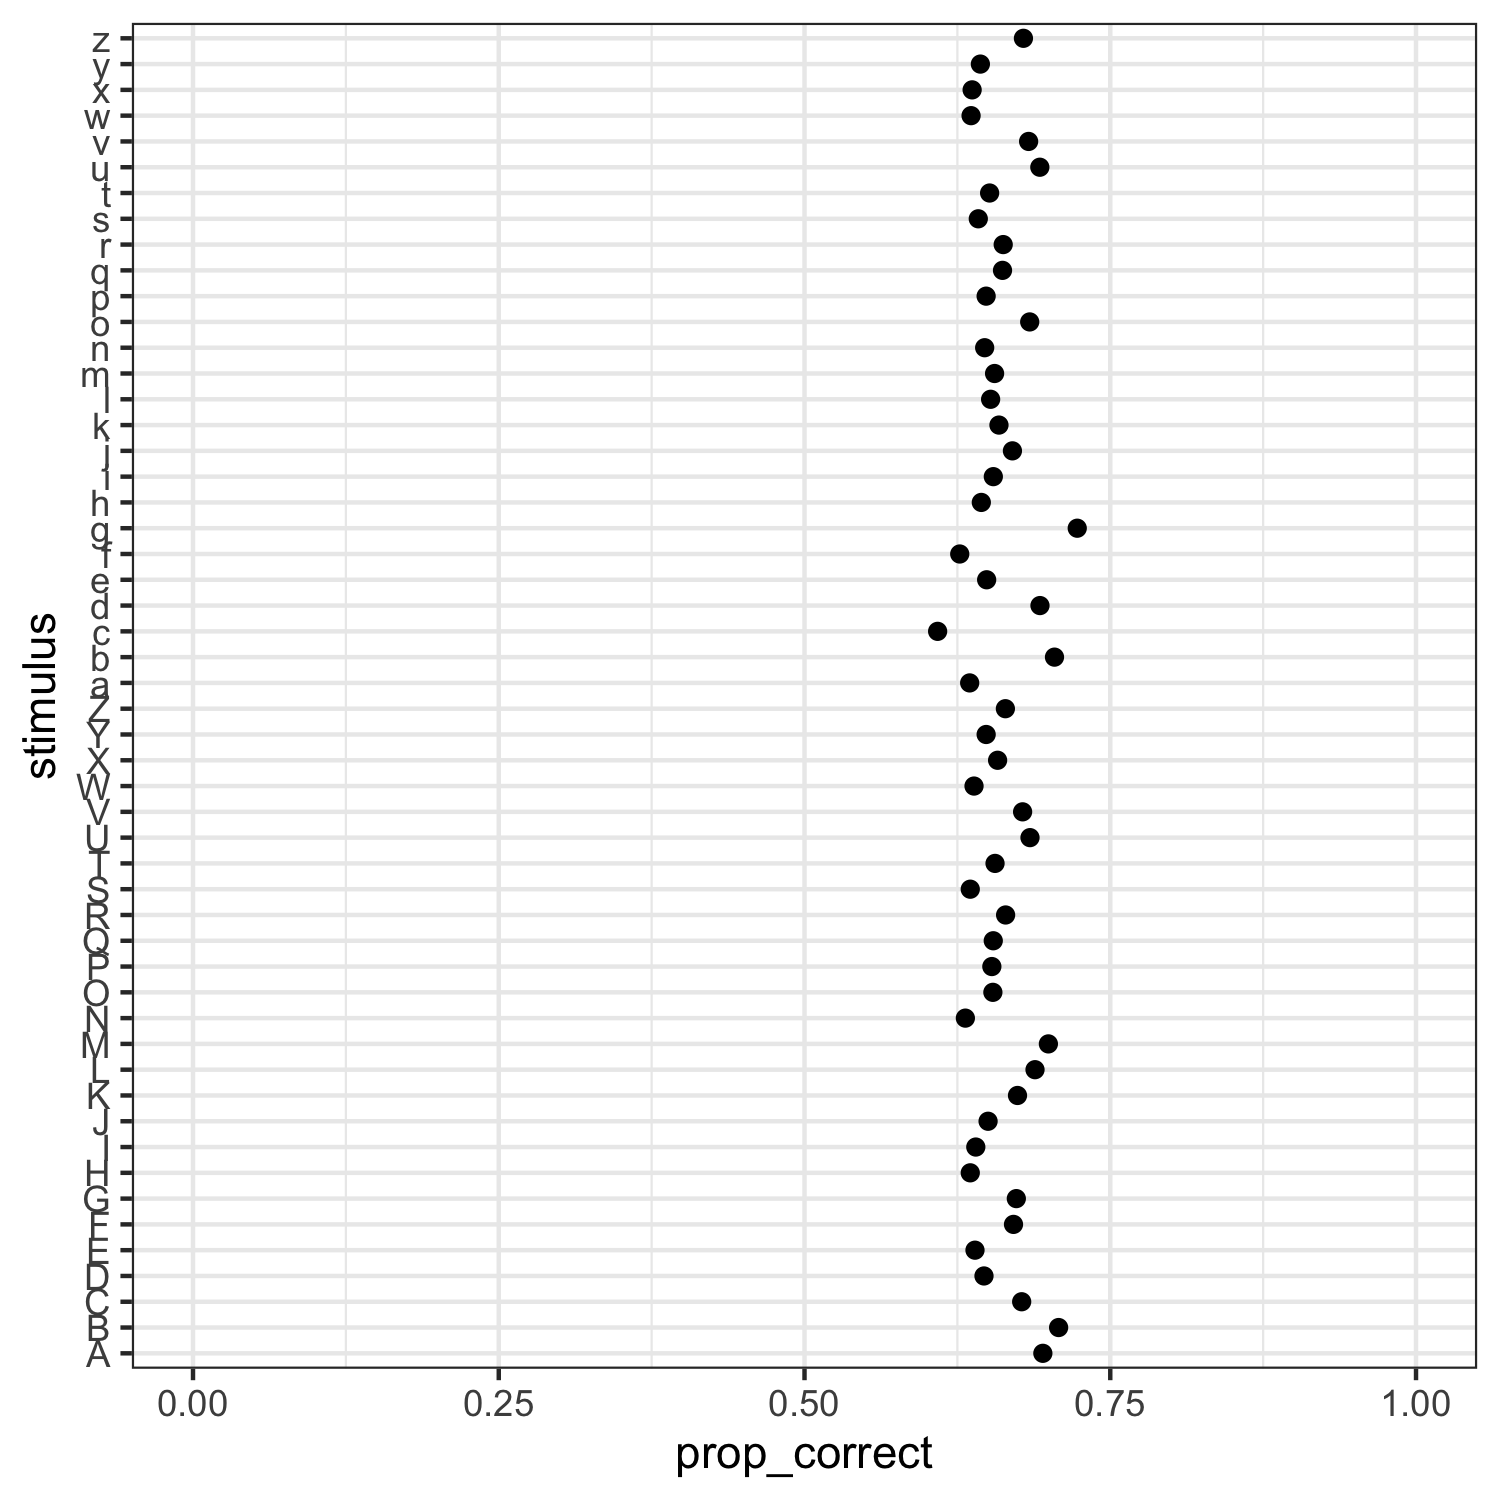 z
y
x
w
v
u
t
s
r
q
p
o
n
m
l
k
j
i
h
g
f
e
d
c
b
a
Z
Y
X
W
V
U
T
S
R
Q
P
O
N
M
L
K
J
I
H
G
F
E
D
C
B
A
stimulus
0.00 0.25 0.50 0.75 1.00
prop_correct